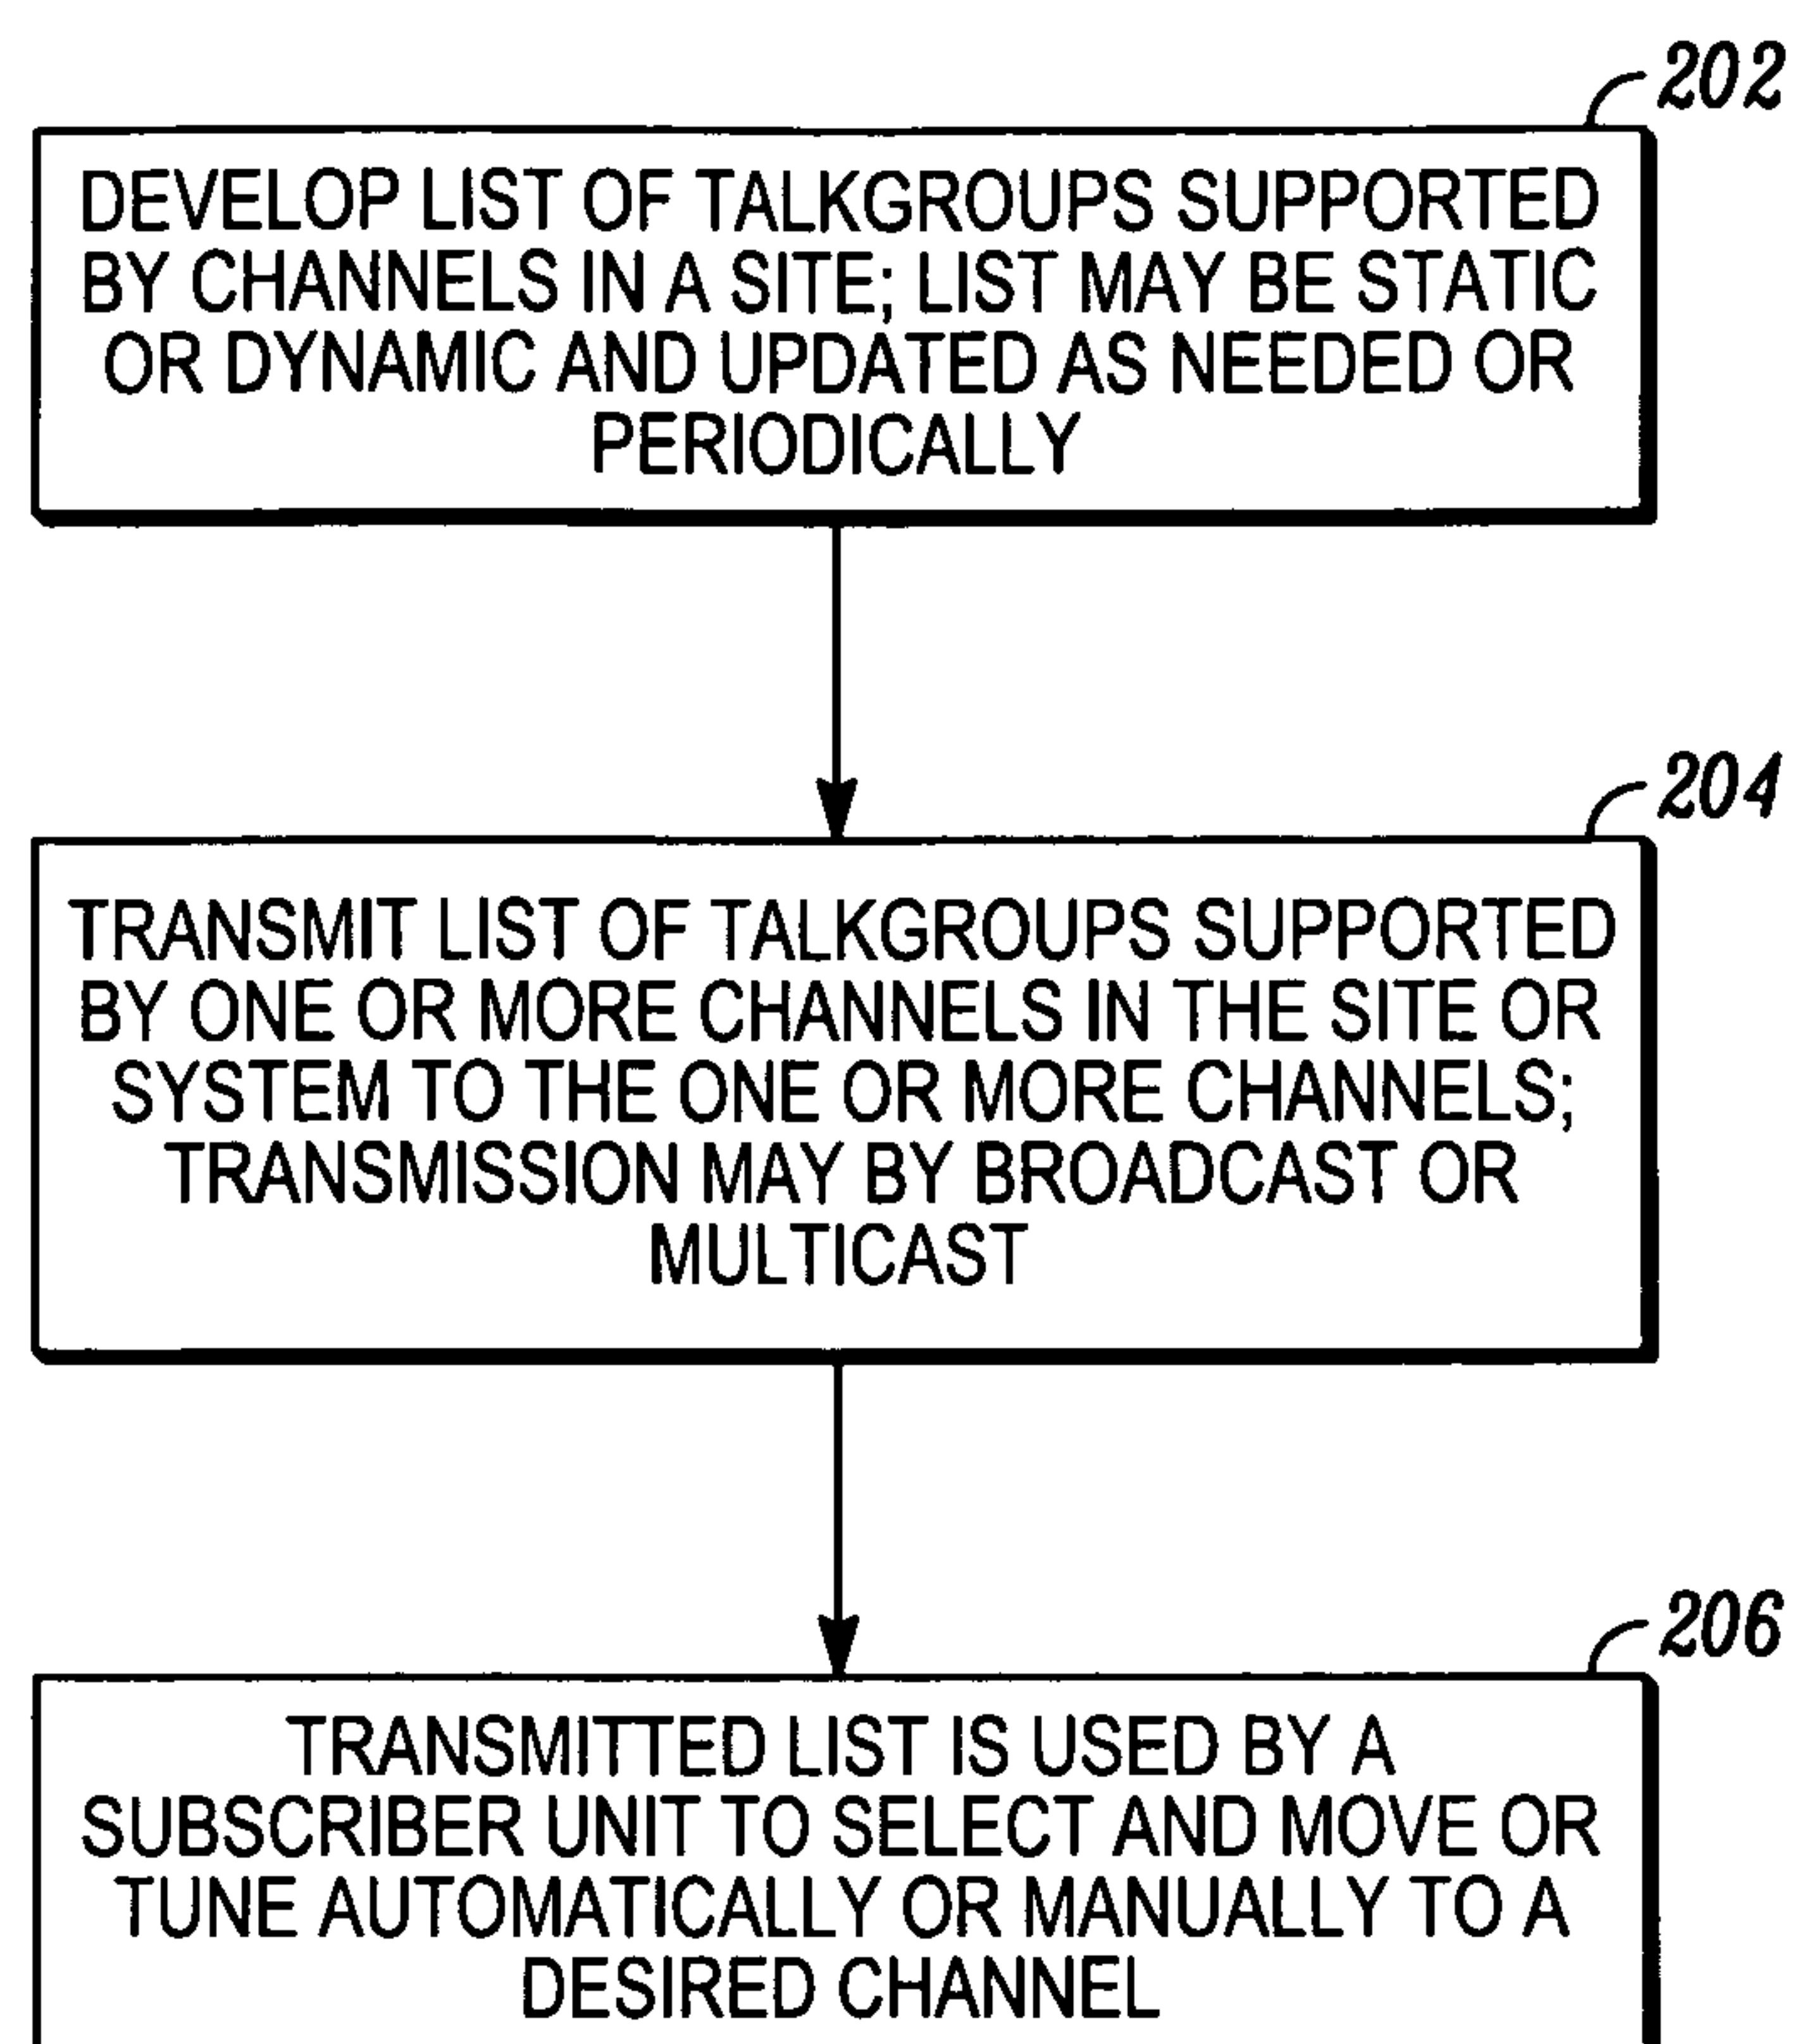 202
DEVELOP LIST OF TALKGROUPS SUPPORTED
BY CHANNELS IN A SITE; LIST MAY BE STATIC
OR DYNAMIC AND UPDATED AS NEEDED OR
PERIODICALLY
204
TRANSMIT LIST OF TALKGROUPS SUPPORTED
BY ONE OR MORE CHANNELS IN THE SITE OR
SYSTEM TO THE ONE OR MORE CHANNELS;
TRANSMISSION MAY BY BROADCAST OR
MULTICAST
206
TRANSMITTED LIST IS USED BY A
SUBSCRIBER UNIT TO SELECT AND MOVE OR
TUNE AUTOMATICALLY OR MANUALLY TO A
DESIRED CHANNEL